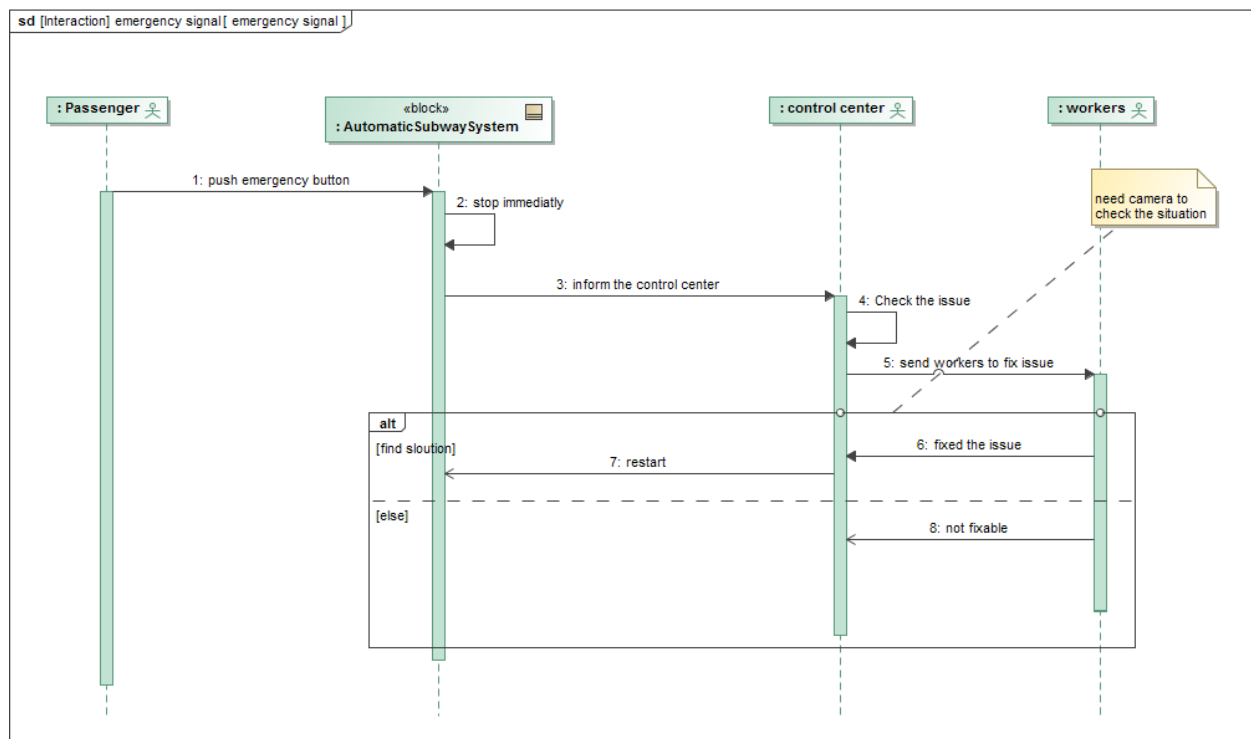 sd [Interaction] emergency signal[ emergency signal ]
: Passenger
«block»
: AutomaticSubwaySystem
: control center
: workers
1: push emergency button
need camera to
check the situation
2: stop immediatly
3: inform the control center
4: Check the issue
5: send workers to fix issue
alt
[find sloution]
6: fixed the issue
7: restart
[else]
8: not fixable